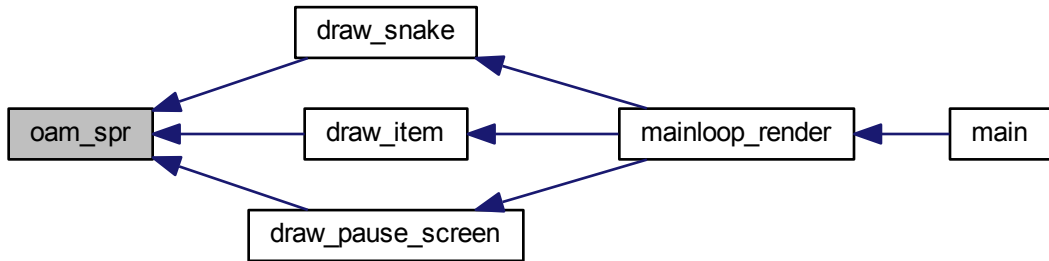 draw_snake
oam_spr
draw_item
mainloop_render
main
draw_pause_screen